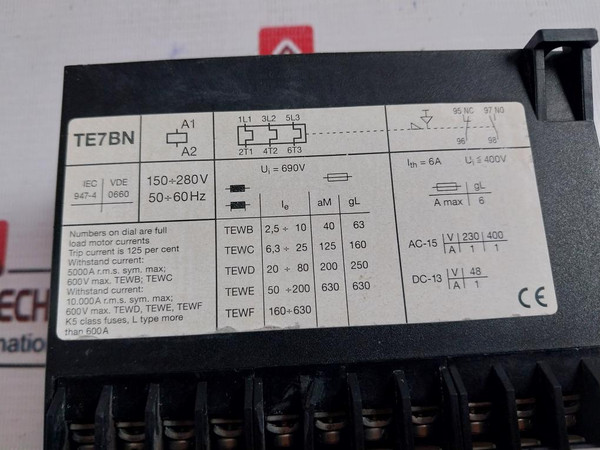 TE7BN
A1
A2
IEC 947-4
VDE 0660
150÷280V
50÷60Hz
Numbers on dial are full
load motor currents
Trip current is 125 per cent
Withstand current:
5000A r.m.s. sym. max;
600V max. TEWB; TEWC
Withstand current:
10.000A r.m.s. sym. max;
600V max. TEWD, TEWE, TEWF
K5 class fuses, L type more
than 600A
1L1 3L2 5L3
2T1 4T2 6T3
Ui = 690V
Ie aM gL
TEWB 2,5 ÷ 10 40 63
TEWC 6,3 ÷ 25 125 160
TEWD 20 ÷ 80 200 250
TEWE 50 ÷200 630 630
TEWF 160÷630
95 NC 97 NO
96 98
Ith = 6A Ui ≤ 400V
gL
A max 6
AC-15 V 230 400
A 1 1
DC-13 V 48
A 1
CE
ECH
mation